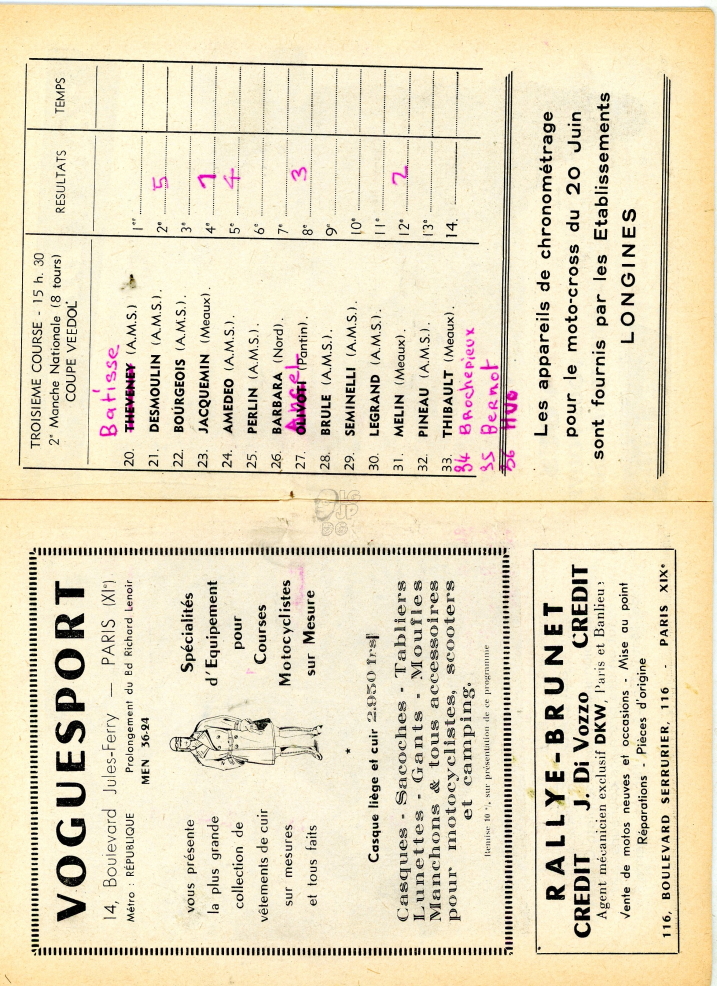 VOGUESPORT
14, Boulevard Jules-Ferry — PARIS (XIe)
Métro : RÉPUBLIQUE Prolongement du Bd Richard Lenoir
MEN 36-24
vous présente
la plus grande
collection de
vêtements de cuir
sur mesures
et tous faits
Spécialités
d'Equipement
pour
Courses
Motocyclistes
sur Mesure
*
Casque liège et cuir 2.950 frs
Casques - Sacoches - Tabliers
Lunettes - Gants - Moufles
Manchons & tous accessoires
pour motocyclistes, scooters
et camping.
Remise 10 %, sur présentation de ce programme
RALLYE-BRUNET
CREDIT J. Di Vozzo CREDIT
Agent mécanicien exclusif DKW, Paris et Banlieu :
Vente de motos neuves et occasions - Mise au point
Réparations - Pièces d'origine
116, BOULEVARD SERRURIER, 116 - PARIS XIXe
TROISIEME COURSE - 15 h. 30
2e Manche Nationale (8 tours)
COUPE VEEDOL
RESULTATS
TEMPS
Batisse
20. THEVENEY (A.M.S.)
21. DESMOULIN (A.M.S.).
22. BOURGEOIS (A.M.S.).
23. JACQUEMIN (Meaux)
24. AMEDEO (A.M.S.).
25. PERLIN (A.M.S.).
26. BARBARA (Nord).
Ancel
27. OLIVOTI (Pantin).
28. BRULE (A.M.S.).
29. SEMINELLI (A.M.S.).
30. LEGRAND (A.M.S.).
31. MELIN (Meaux).
32. PINEAU (A.M.S.).
33. THIBAULT (Meaux).
34 Brochepieux
35 Bernot
36 HUG
1er
2e 5
3e
4e 1
5e 4
6e
7e
8e 3
9e
10e
11e
12e 2
13e
14.
Les appareils de chronométrage
pour le moto-cross du 20 Juin
sont fournis par les Etablissements
LONGINES
LG
JP
DG